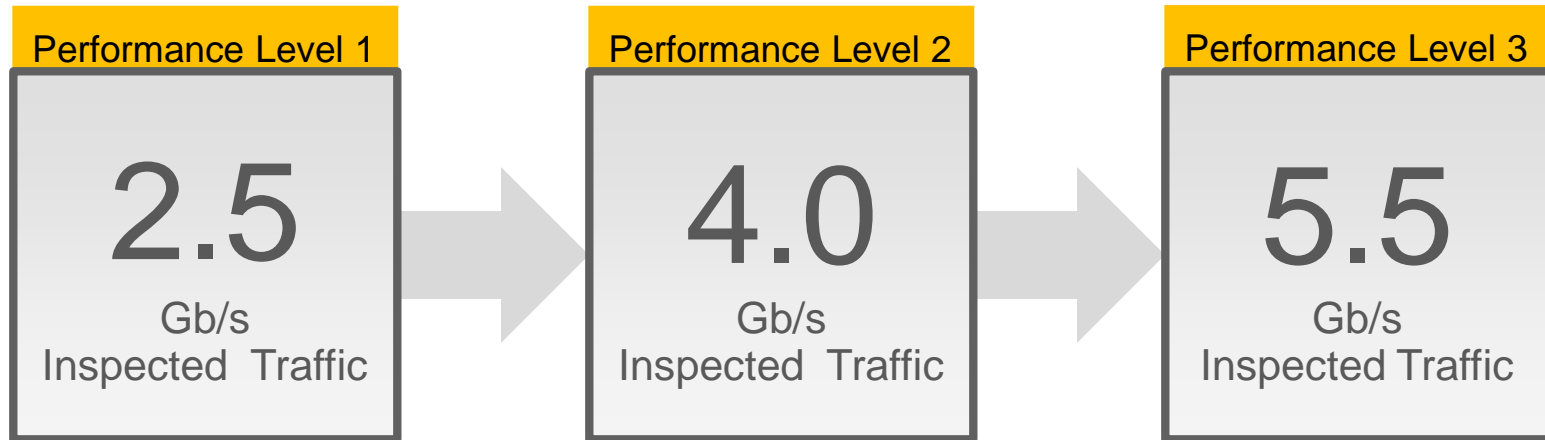 Performance Level 1
2.5
Gb/s
Inspected Traffic
Performance Level 2
4.0
Gb/s
Inspected Traffic
Performance Level 3
5.5
Gb/s
Inspected Traffic